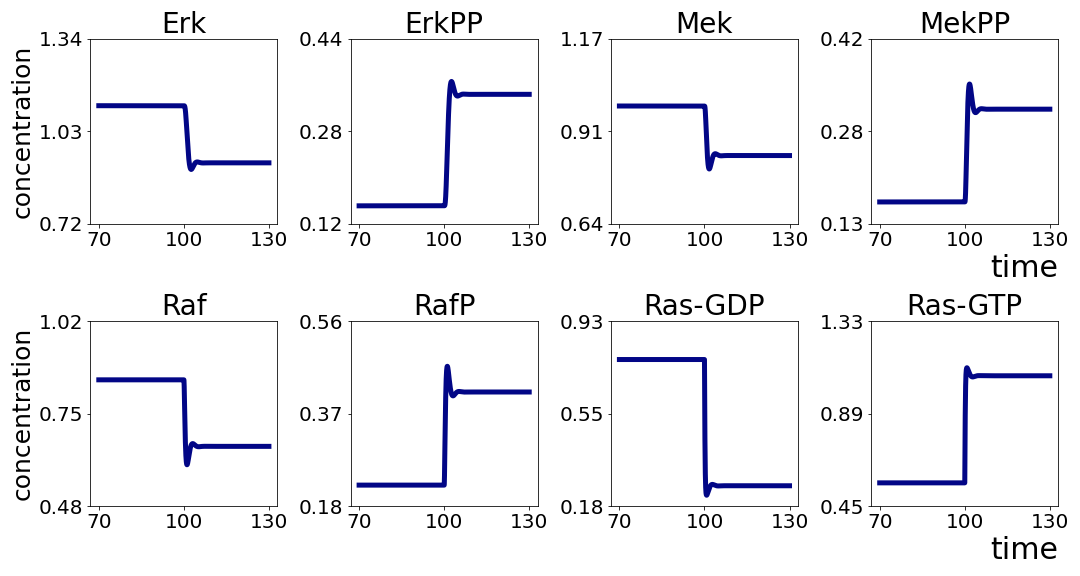 Erk ErkPP Mek MekPP
1.34 0.44 1.17 0.42
concentration
1.03 0.28 0.91 0.28
0.72 0.12 0.64 0.13
70 100 130 70 100 130 70 100 130 70 100 130
time
Raf RafP Ras-GDP Ras-GTP
1.02 0.56 0.93 1.33
concentration
0.75 0.37 0.55 0.89
0.48 0.18 0.18 0.45
70 100 130 70 100 130 70 100 130 70 100 130
time